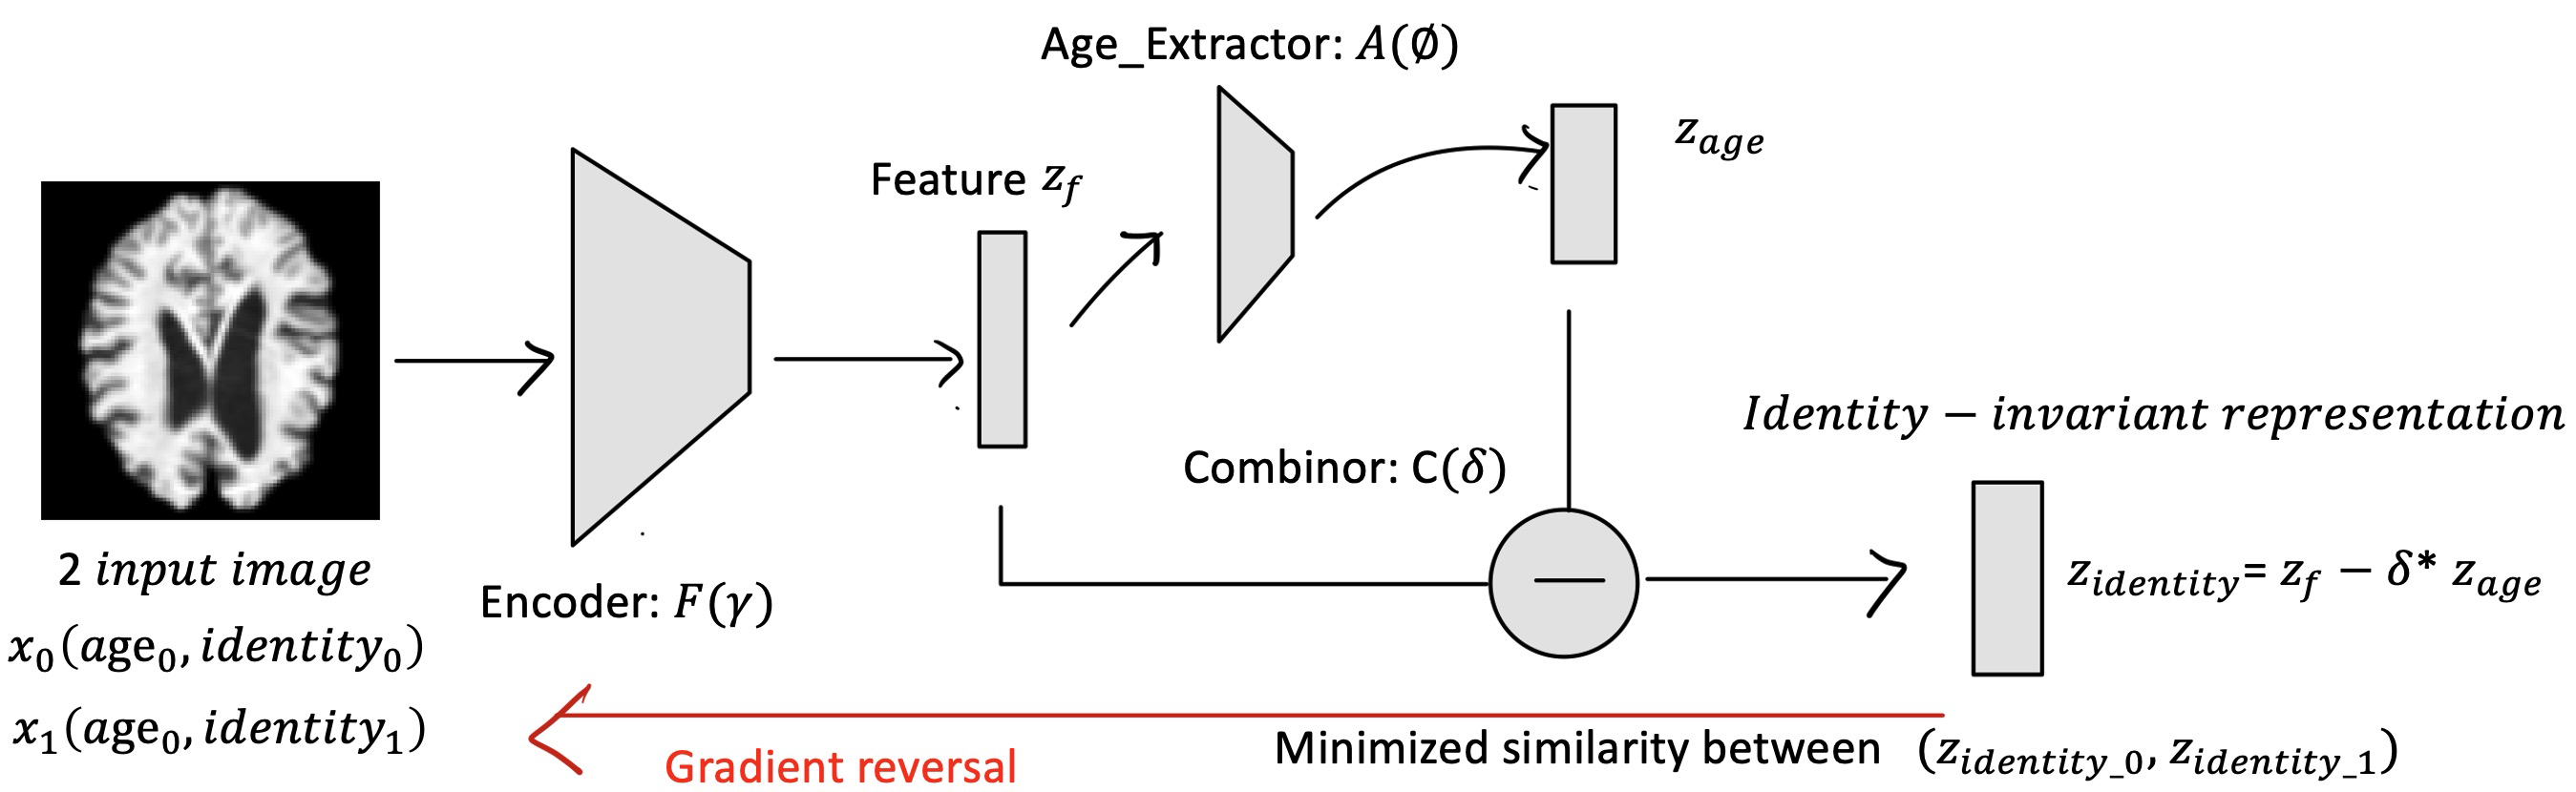 Age_Extractor: A(∅)
z_age
Feature z_f
Identity − invariant representation
Combinor: C(δ)
2 input image
Encoder: F(γ)
z_identity= z_f − δ* z_age
x_0(age_0, identity_0)
x_1(age_0, identity_1)
Gradient reversal
Minimized similarity between (z_identity_0, z_identity_1)